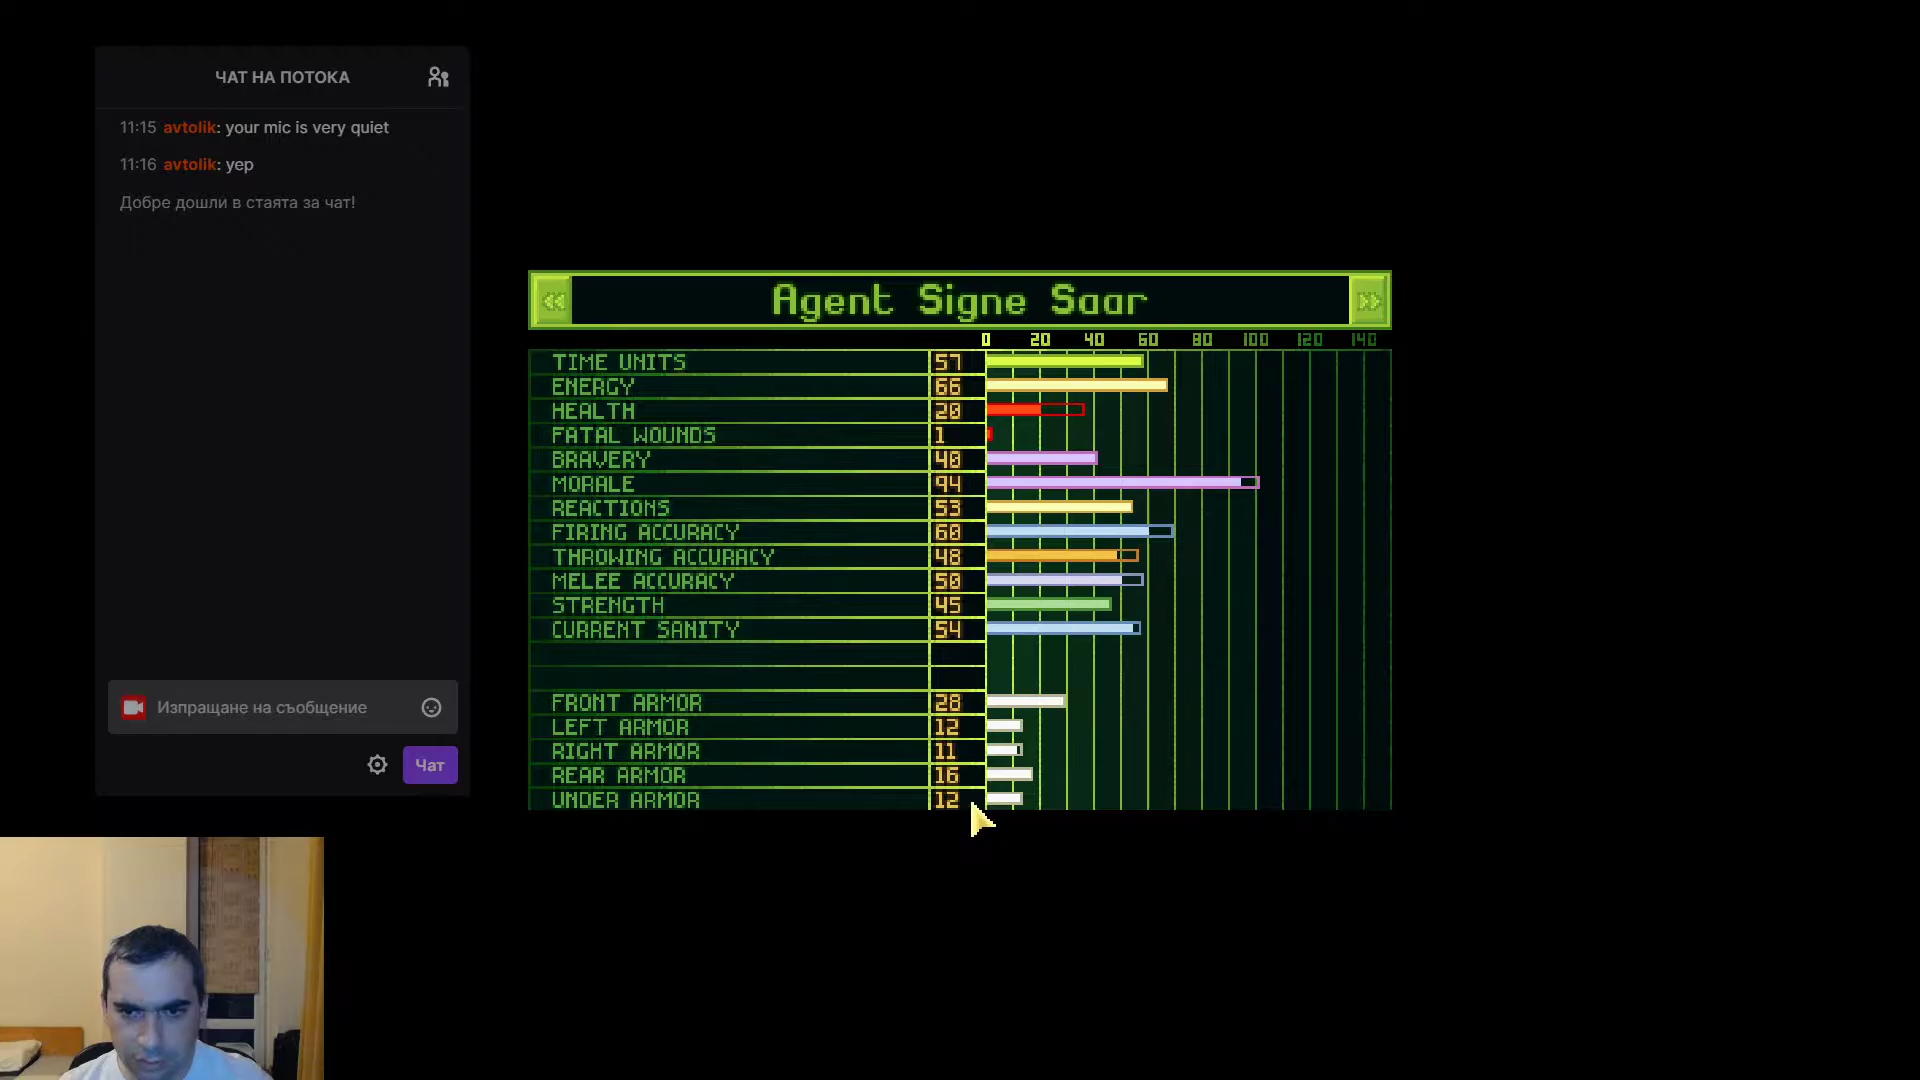 ЧАТ НА ПОТОКА
11:15 avtolik: your mic is very quiet
11:16 avtolik: yep
Добре дошли в стаята за чат!
Изпращане на съобщение
Чат
Agent Signe Saar
0 20 40 60 80 100 120 140
TIME UNITS 57
ENERGY 66
HEALTH 20
FATAL WOUNDS 1
BRAVERY 40
MORALE 94
REACTIONS 53
FIRING ACCURACY 60
THROWING ACCURACY 48
MELEE ACCURACY 50
STRENGTH 45
CURRENT SANITY 54
FRONT ARMOR 28
LEFT ARMOR 12
RIGHT ARMOR 11
REAR ARMOR 16
UNDER ARMOR 12